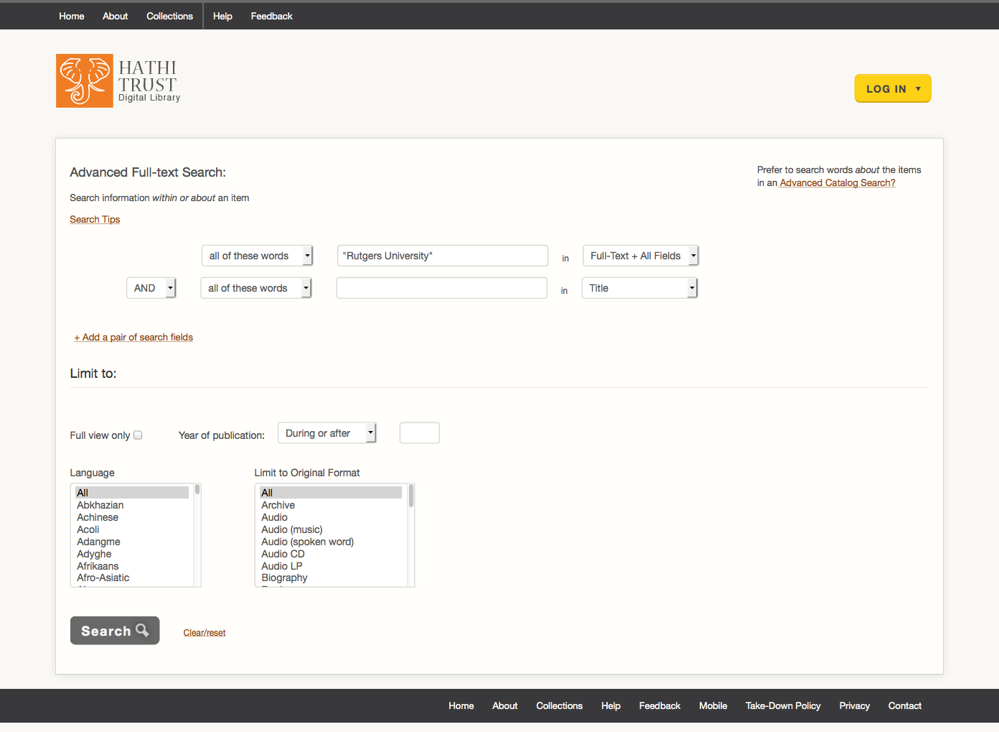 Home About Collections Help Feedback
HATHI
TRUST
Digital Library
LOG IN ▼
Advanced Full-text Search:
Prefer to search words about the items
in an Advanced Catalog Search?
Search information within or about an item
Search Tips
all of these words "Rutgers University" in Full-Text + All Fields
AND all of these words in Title
+ Add a pair of search fields
Limit to:
Full view only Year of publication: During or after
Language
All
Abkhazian
Achinese
Acoli
Adangme
Adyghe
Afrikaans
Afro-Asiatic
Limit to Original Format
All
Archive
Audio
Audio (music)
Audio (spoken word)
Audio CD
Audio LP
Biography
Search Clear/reset
Home About Collections Help Feedback Mobile Take-Down Policy Privacy Contact